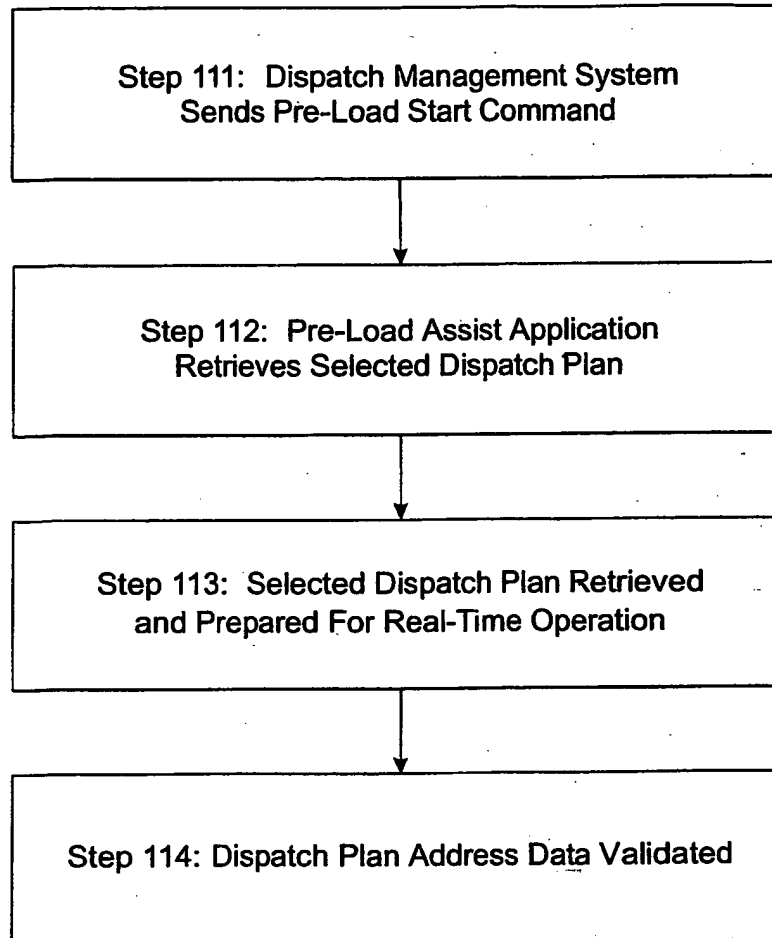 Step 111: Dispatch Management System
Sends Pre-Load Start Command
Step 112: Pre-Load Assist Application
Retrieves Selected Dispatch Plan
Step 113: Selected Dispatch Plan Retrieved
and Prepared For Real-Time Operation
Step 114: Dispatch Plan Address Data Validated